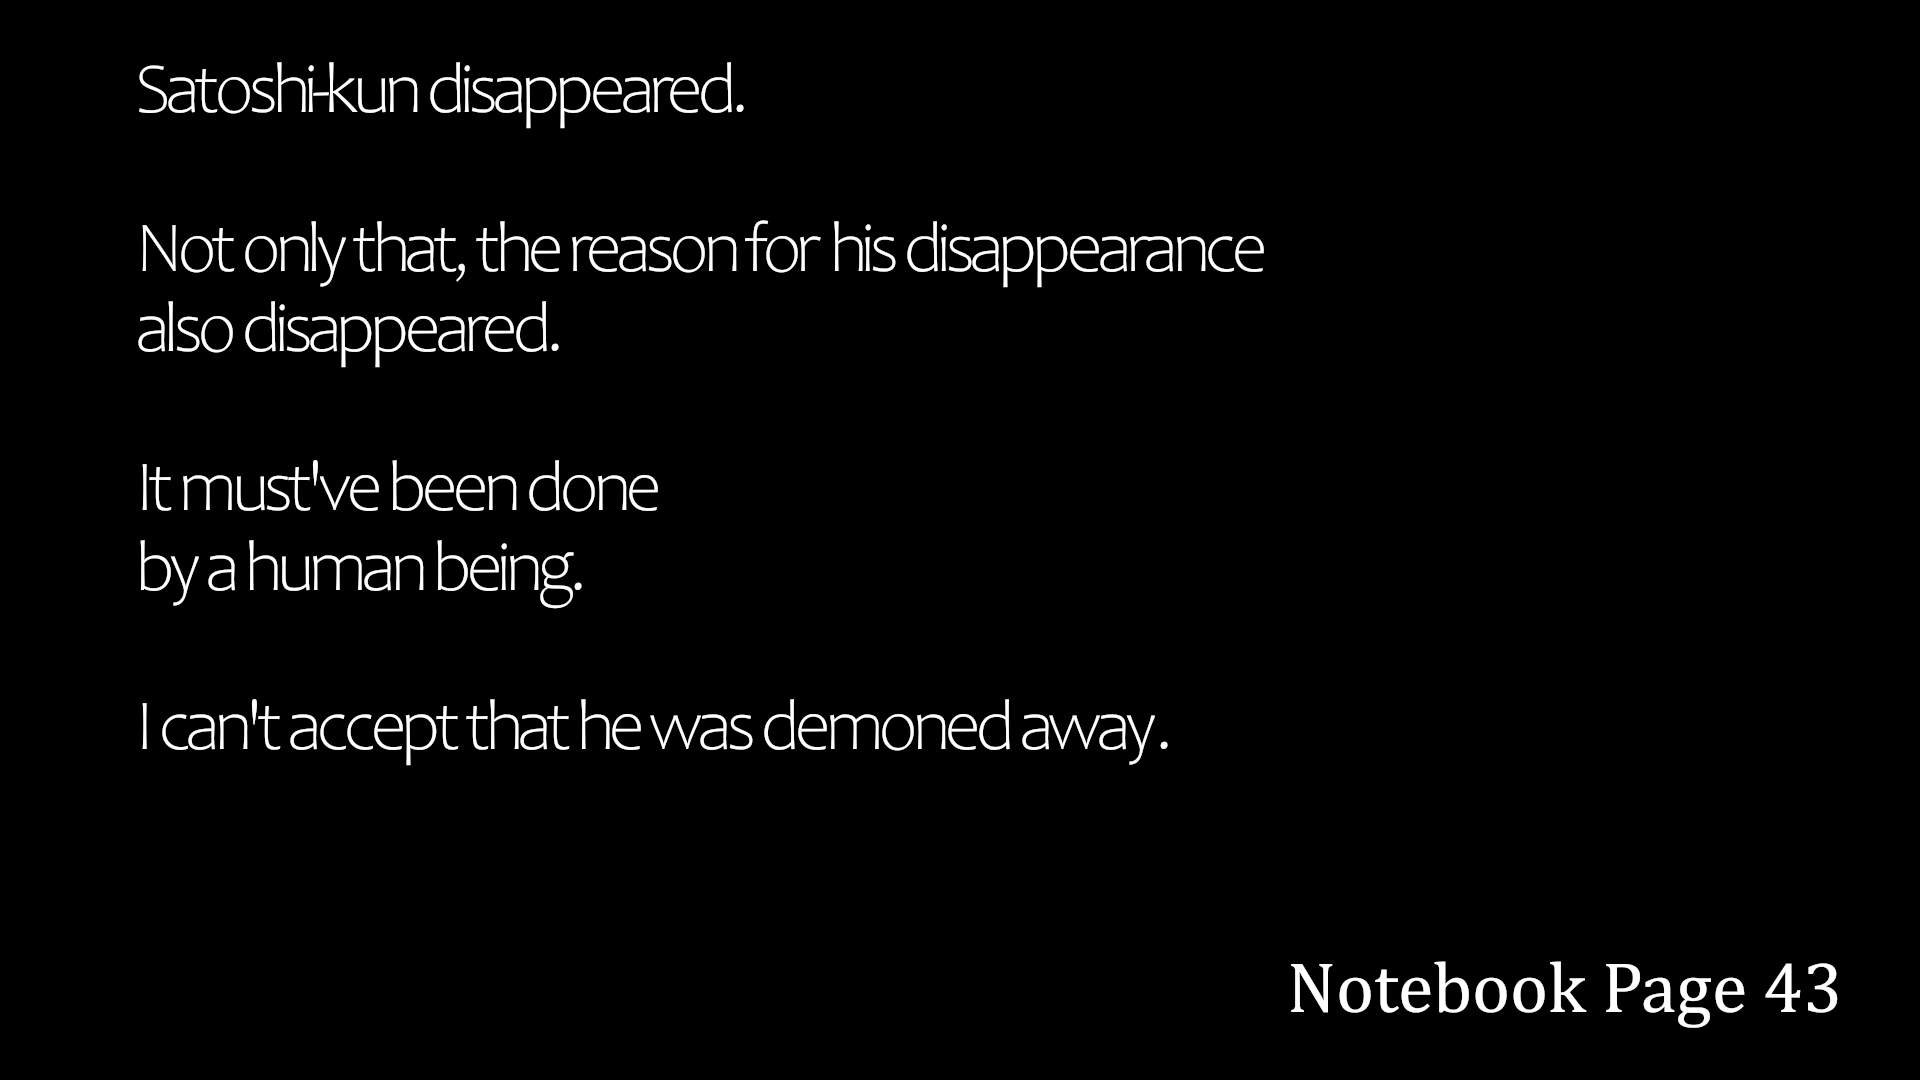 Satoshi-kun disappeared.
Not only that, the reason for his disappearance
also disappeared.
It must've been done
by a human being.
I can't accept that he was demoned away.
Notebook Page 43